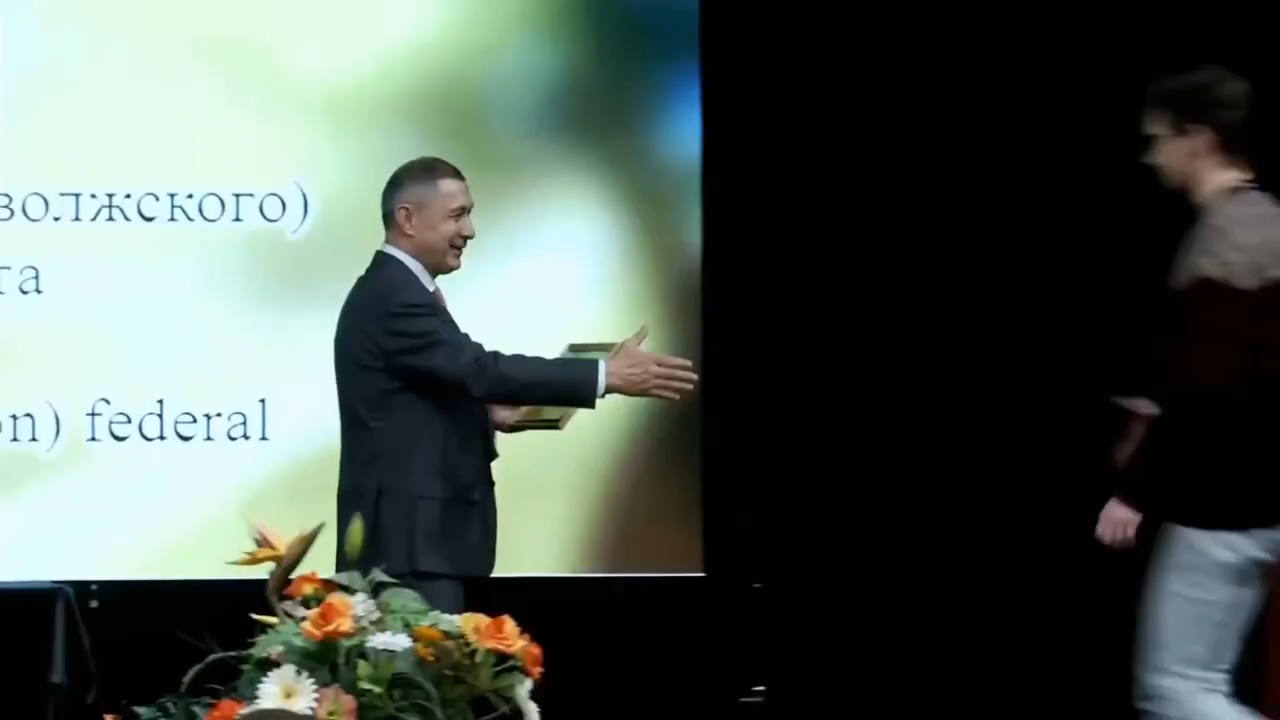 волжского)
та
on) federal